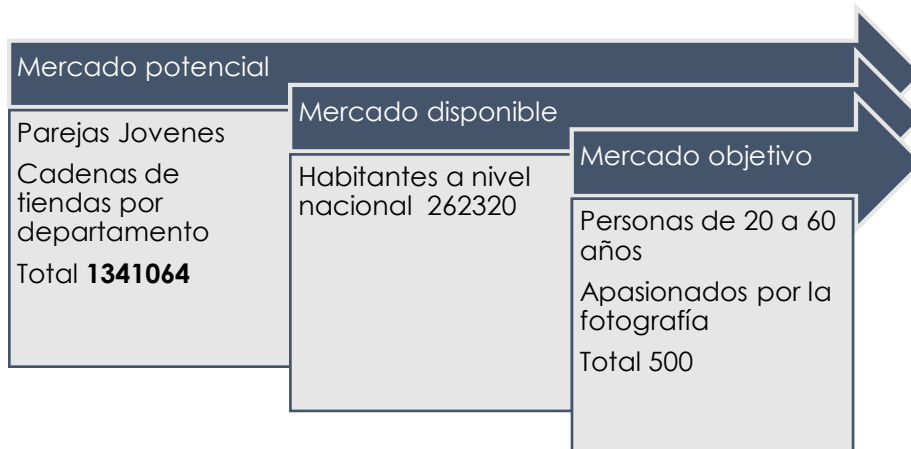 Mercado potencial
Parejas Jovenes
Cadenas de
tiendas por
departamento
Total 1341064
Mercado disponible
Habitantes a nivel
nacional 262320
Mercado objetivo
Personas de 20 a 60
años
Apasionados por la
fotografía
Total 500